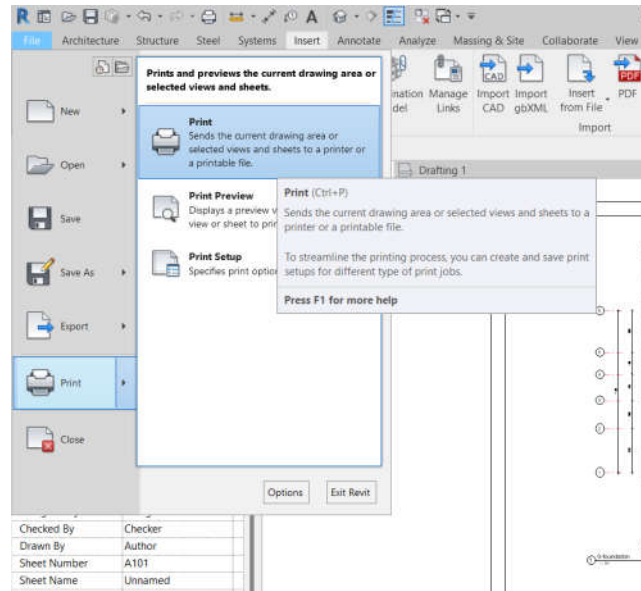 File Architecture Structure Steel Systems Insert Annotate Analyze Massing & Site Collaborate View
Prints and previews the current drawing area or
selected views and sheets.
New
Open
Save
Save As
Export
Print
Close
Print
Sends the current drawing area or
selected views and sheets to a printer or
a printable file.
Print Preview
Displays a preview
view or sheet to
Print Setup
Specifies print
Print (Ctrl+P)
Sends the current drawing area or selected views and sheets to a
printer or a printable file.
To streamline the printing process, you can create and save print
setups for different type of print jobs.
Press F1 for more help
Options Exit Revit
Manage Import Import Insert PDF
Links CAD gbXML from File
Import
Drafting 1
Checked By Checker
Drawn By Author
Sheet Number A101
Sheet Name Unnamed